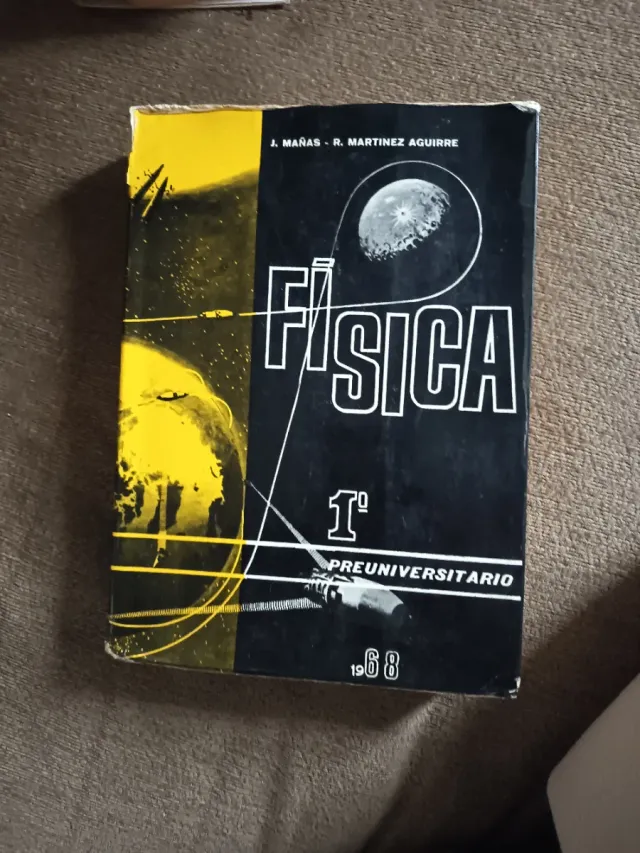 J. MAÑAS - R. MARTINEZ AGUIRRE
FÍSICA
1º
PREUNIVERSITARIO
1968